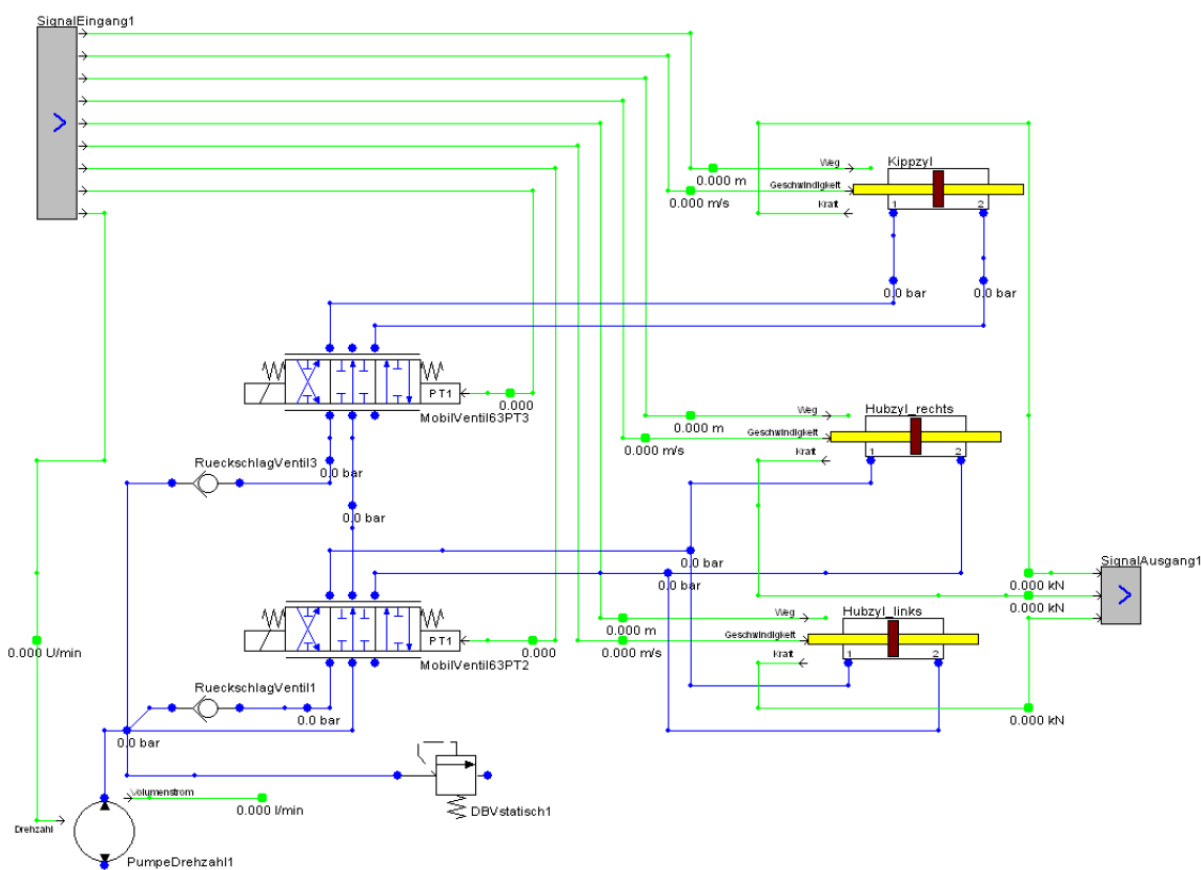 SignalEingang1
Kippzyl
Weg
0.000 m
Geschwindigkeit
0.000 m/s
Kraft
1
2
0.0 bar
0.0 bar
PT1
0.000
MobilVentil63PT3
Hubzyl_rechts
Weg
0.000 m
Geschwindigkeit
0.000 m/s
Kraft
1
2
RueckschlagVentil3
0.0 bar
0.0 bar
0.0 bar
0.0 bar
SignalAusgang1
0.000 kN
0.000 kN
Hubzyl_links
Weg
0.000 m
Geschwindigkeit
0.000 m/s
Kraft
1
2
PT1
0.000
MobilVentil63PT2
0.000 U/min
RueckschlagVentil1
0.0 bar
0.000 kN
0.0 bar
Volumenstrom
0.000 l/min
DBVstatisch1
Drehzahl
PumpeDrehzahl1